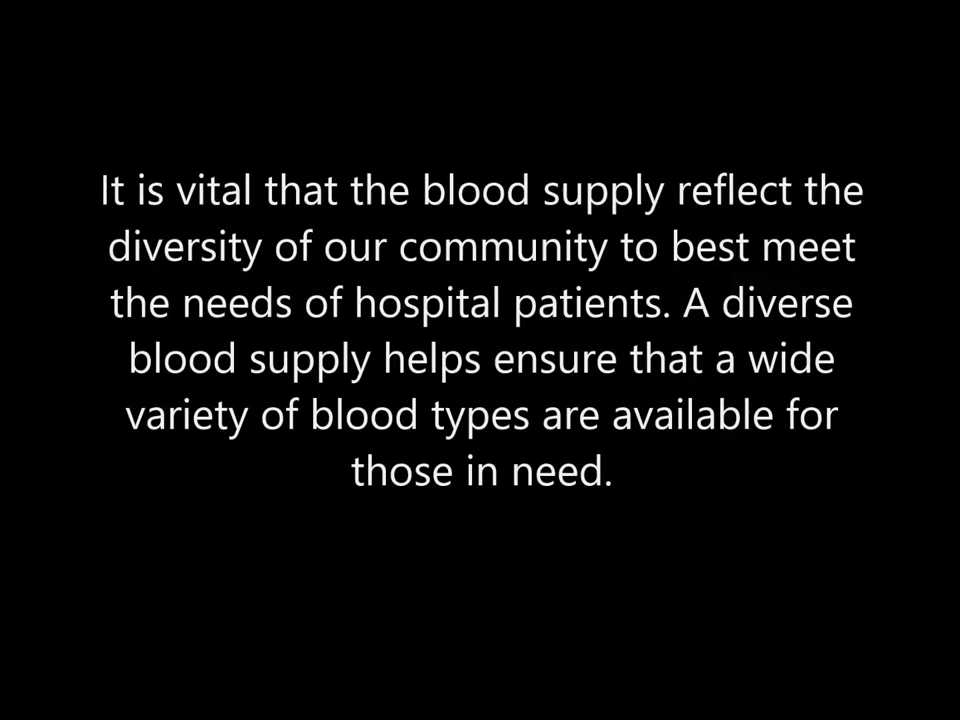 It is vital that the blood supply reflect the
diversity of our community to best meet
the needs of hospital patients. A diverse
blood supply helps ensure that a wide
variety of blood types are available for
those in need.